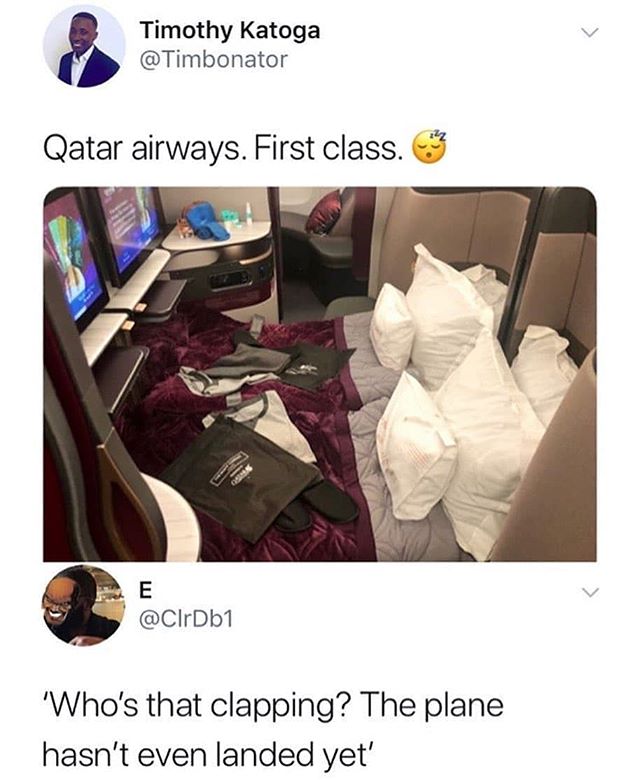 Timothy Katoga
@Timbonator
Qatar airways. First class. 😴
E
@ClrDb1
'Who's that clapping? The plane
hasn't even landed yet'